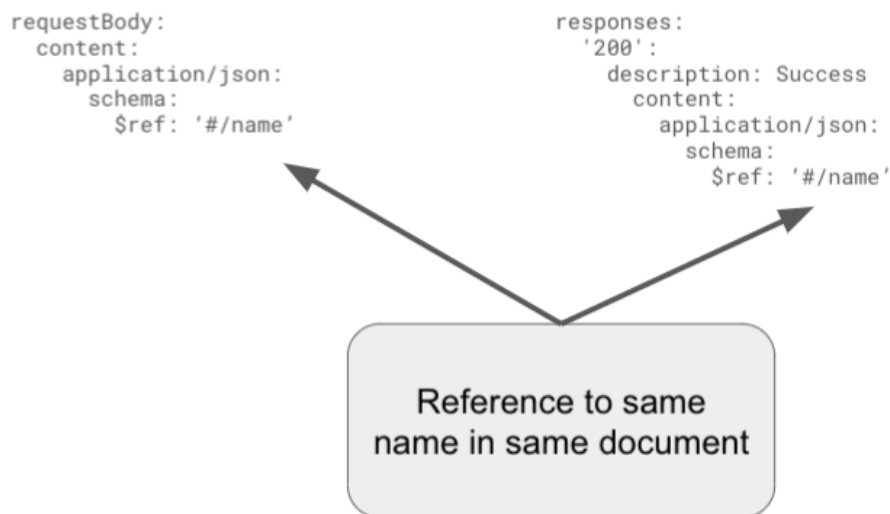 requestBody:
content:
application/json:
schema:
$ref: ‘#/name’
responses:
'200':
description: Success
content:
application/json:
schema:
$ref: ‘#/name’
Reference to same
name in same document